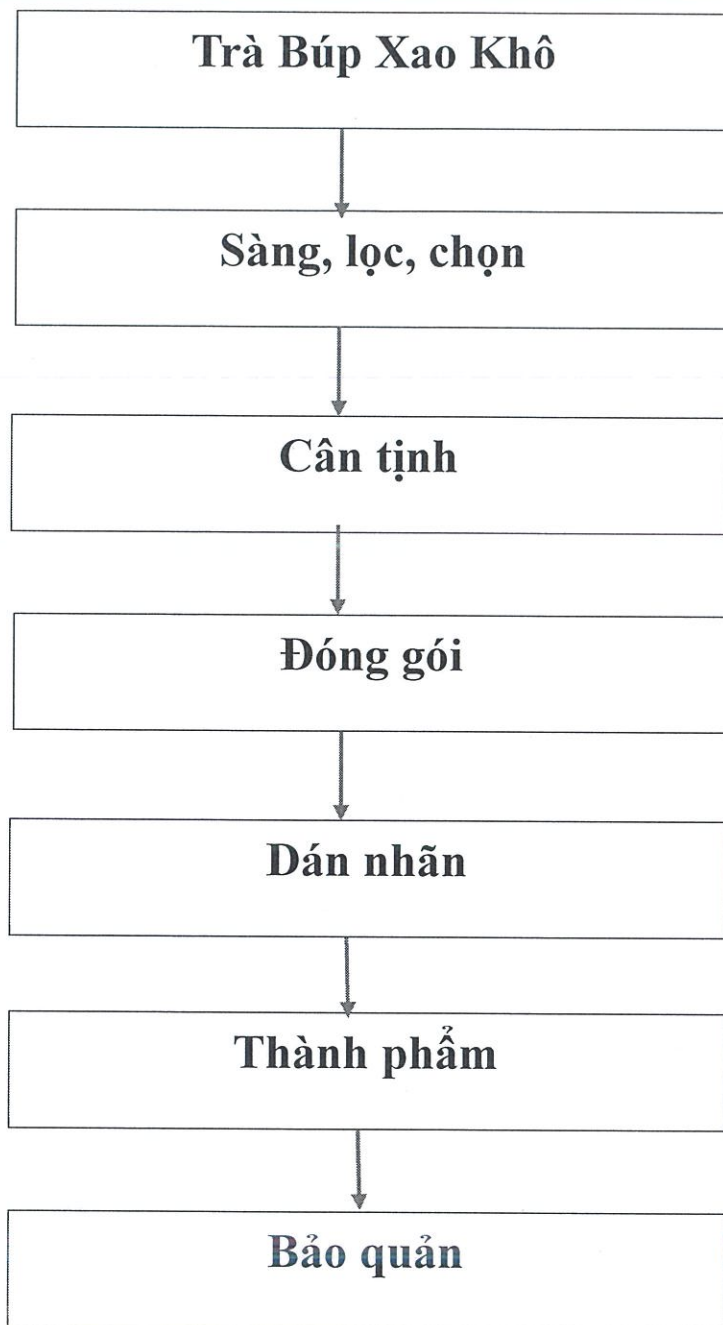 Trà Búp Xao Khô
Sàng, lọc, chọn
Cân tịnh
Đóng gói
Dán nhãn
Thành phẩm
Bảo quản